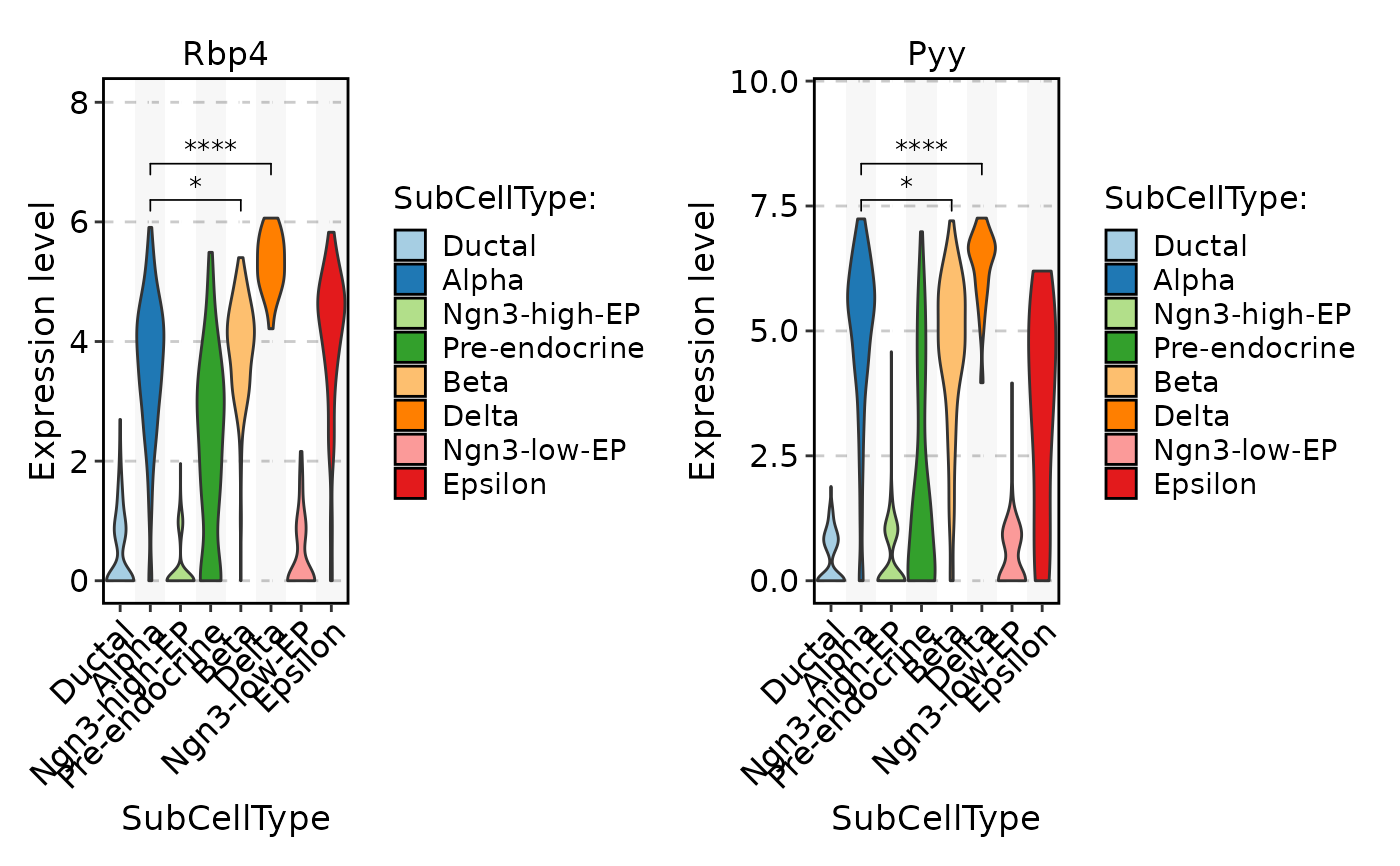 Rbp4
Expression level
8
6
4
2
0
****
*
Ductal
Alpha
Ngn3-high-EP
Pre-endocrine
Beta
Delta
Ngn3-low-EP
Epsilon
SubCellType
SubCellType:
Ductal
Alpha
Ngn3-high-EP
Pre-endocrine
Beta
Delta
Ngn3-low-EP
Epsilon
Pyy
Expression level
10.0
7.5
5.0
2.5
0.0
****
*
Ductal
Alpha
Ngn3-high-EP
Pre-endocrine
Beta
Delta
Ngn3-low-EP
Epsilon
SubCellType
SubCellType:
Ductal
Alpha
Ngn3-high-EP
Pre-endocrine
Beta
Delta
Ngn3-low-EP
Epsilon